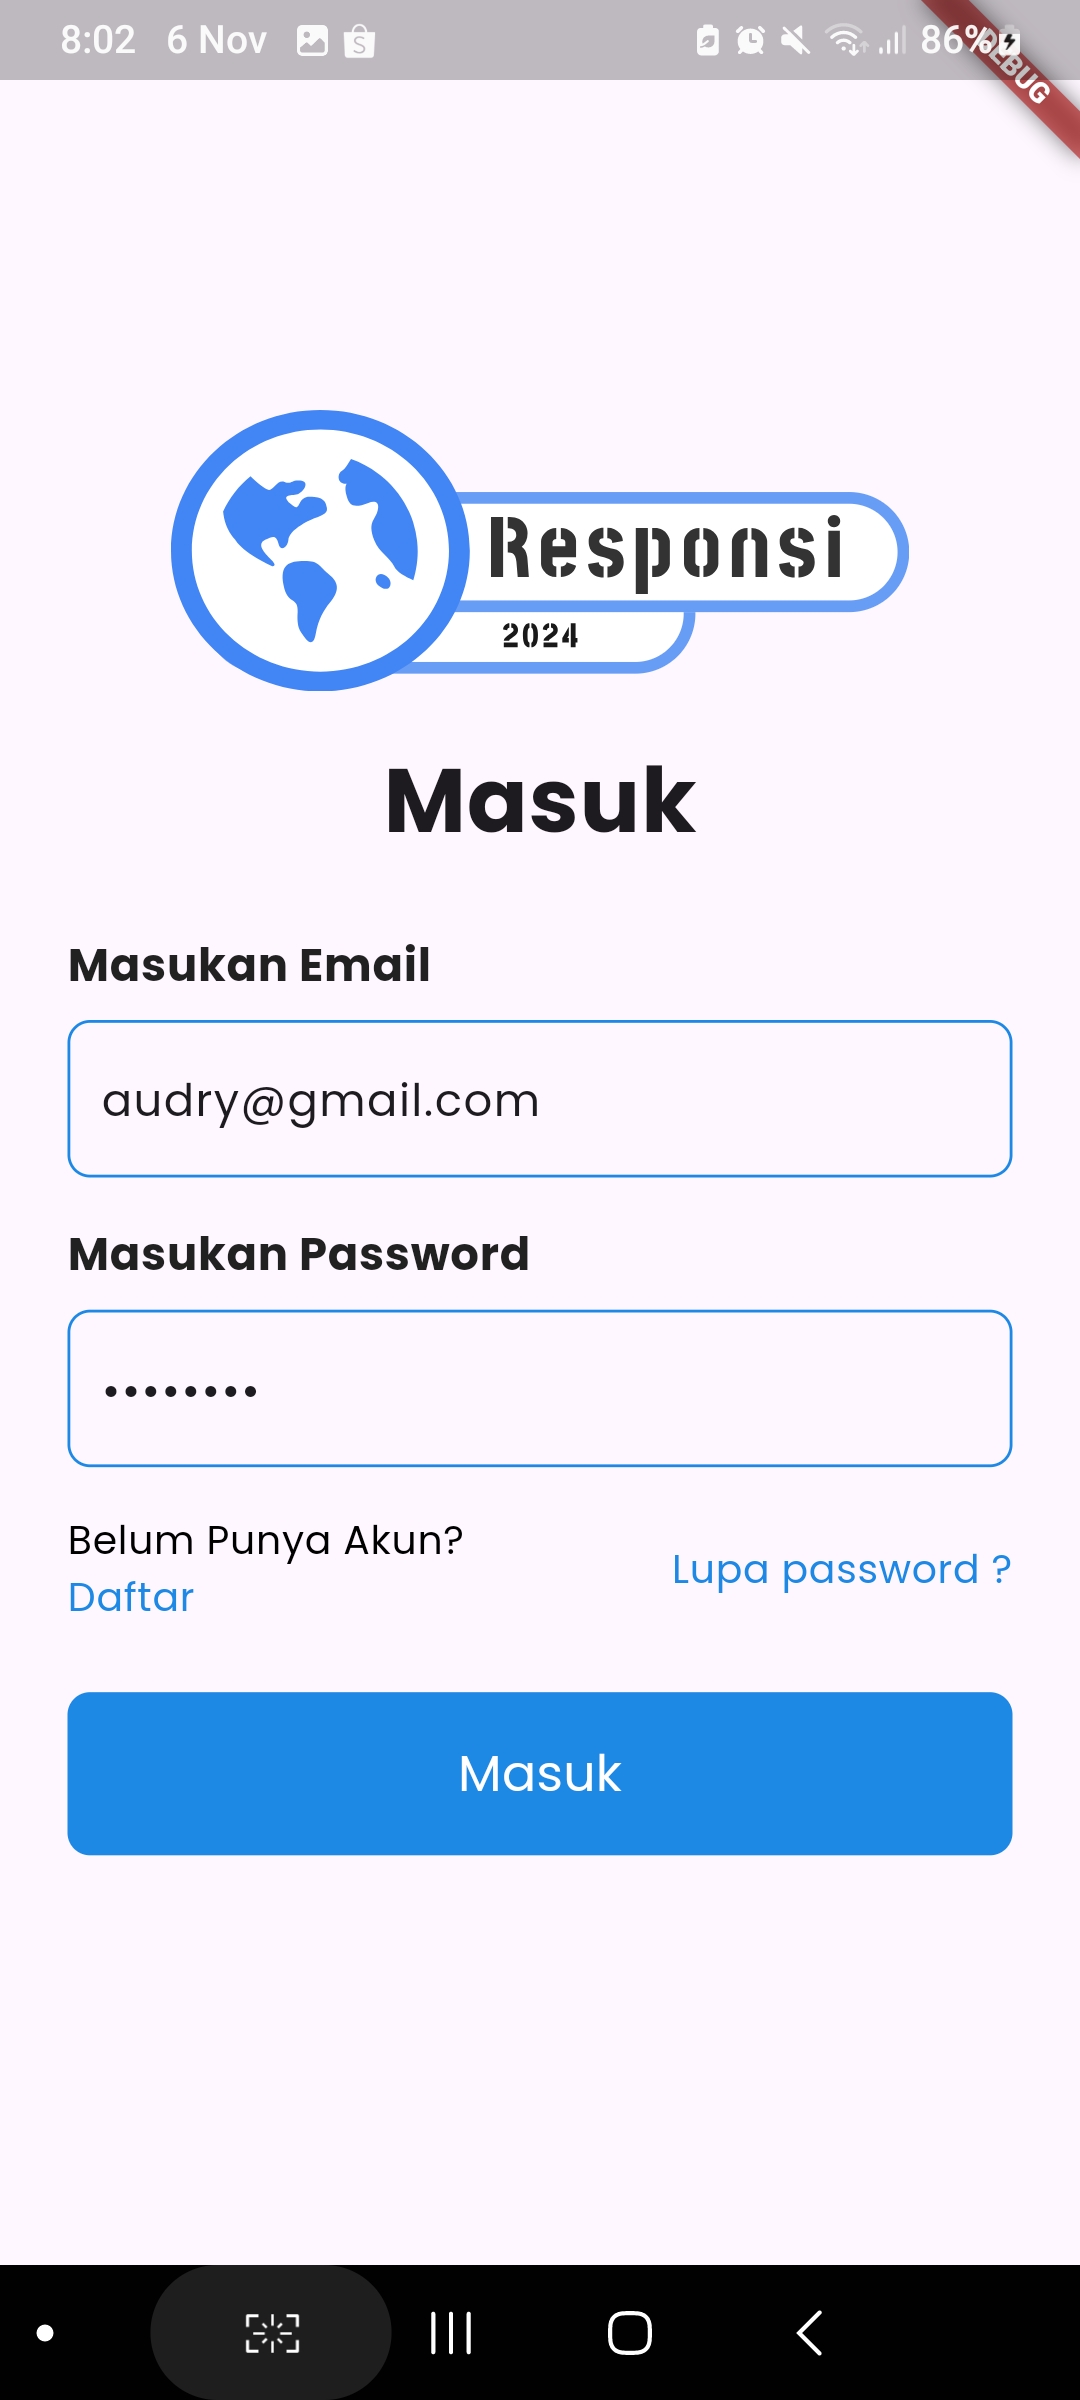 8:02 6 Nov 86%
DEBUG
Responsi
2024
Masuk
Masukan Email
audry@gmail.com
Masukan Password
••••••••
Belum Punya Akun?
Daftar
Lupa password ?
Masuk